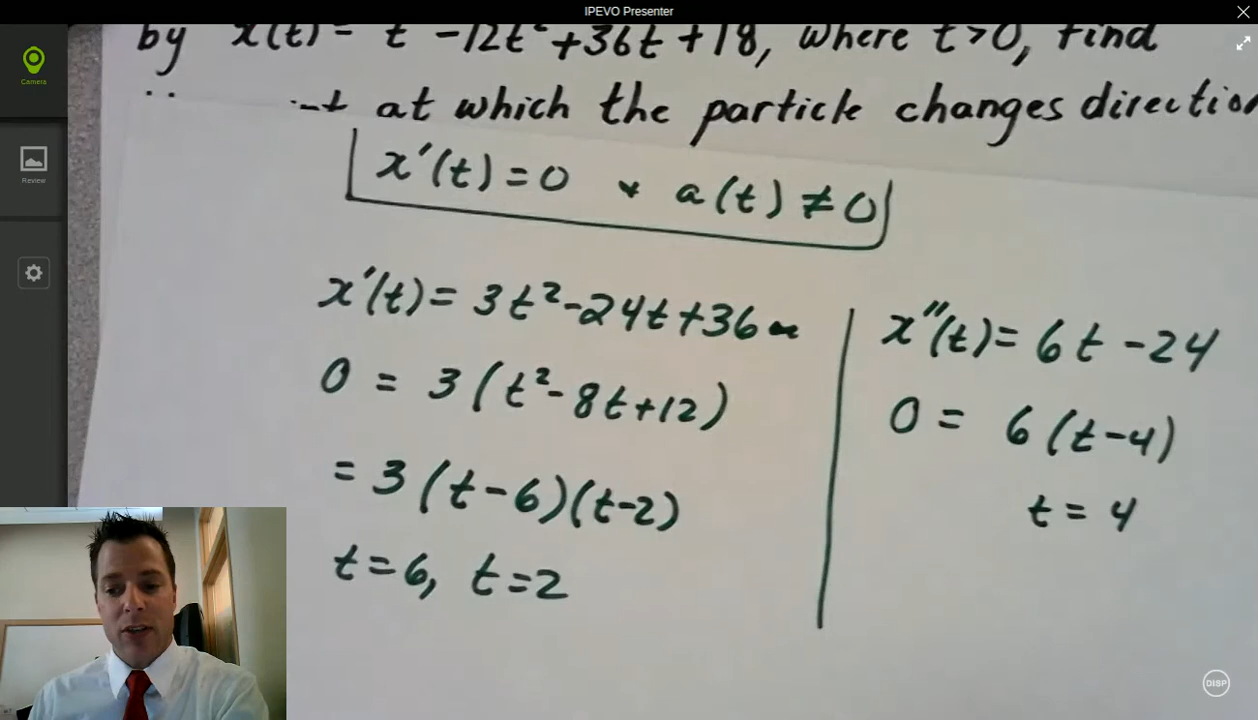 IPEVO Presenter
Camera
Review
by x(t) = t -12t²+36t+18, where t>0, find
at which the particle changes direction
x'(t)=0 & a(t)≠0
x'(t)= 3t²-24t+36
0 = 3(t²-8t+12)
= 3(t-6)(t-2)
t=6, t=2
x''(t)= 6t-24
0 = 6(t-4)
t = 4
DISP